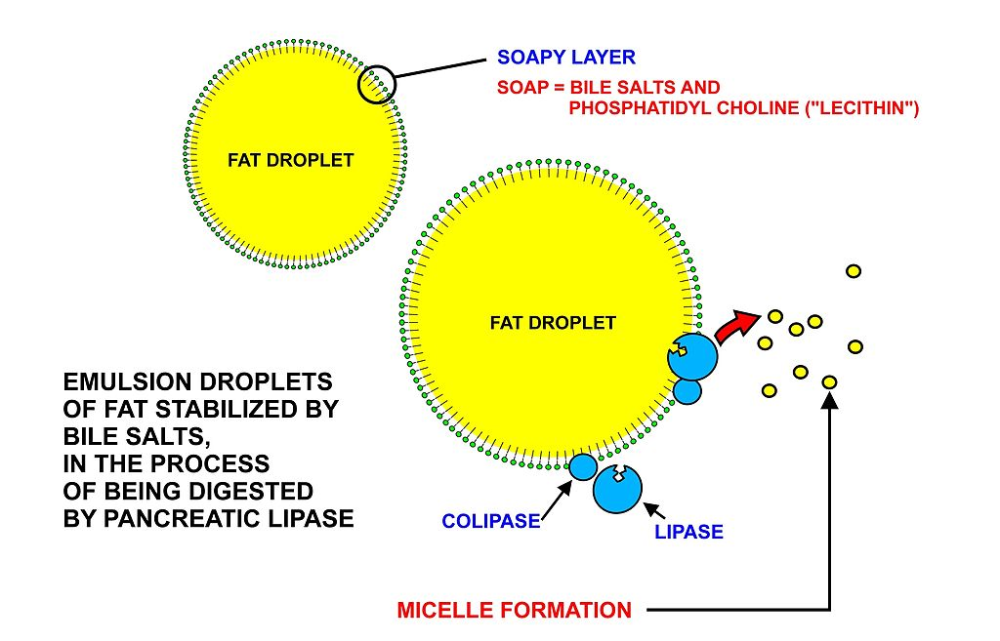 SOAPY LAYER
SOAP = BILE SALTS AND
PHOSPHATIDYL CHOLINE ("LECITHIN")
FAT DROPLET
FAT DROPLET
EMULSION DROPLETS
OF FAT STABILIZED BY
BILE SALTS,
IN THE PROCESS
OF BEING DIGESTED
BY PANCREATIC LIPASE
COLIPASE
LIPASE
MICELLE FORMATION